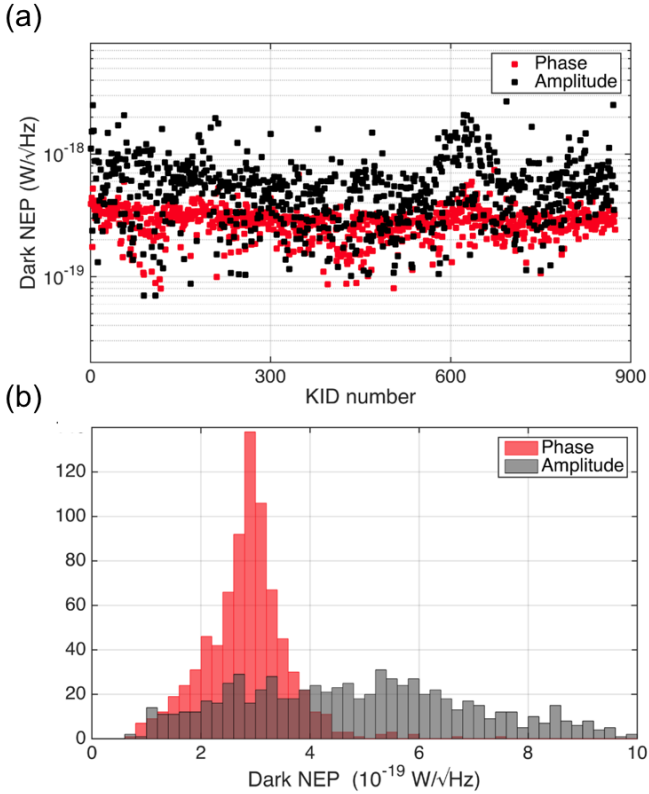 (a)
Phase
Amplitude
10⁻¹⁸
10⁻¹⁹
Dark NEP (W/√Hz)
0 300 600 900
KID number
(b)
Phase
Amplitude
120
100
80
60
40
20
0
0 2 4 6 8 10
Dark NEP (10⁻¹⁹ W/√Hz)